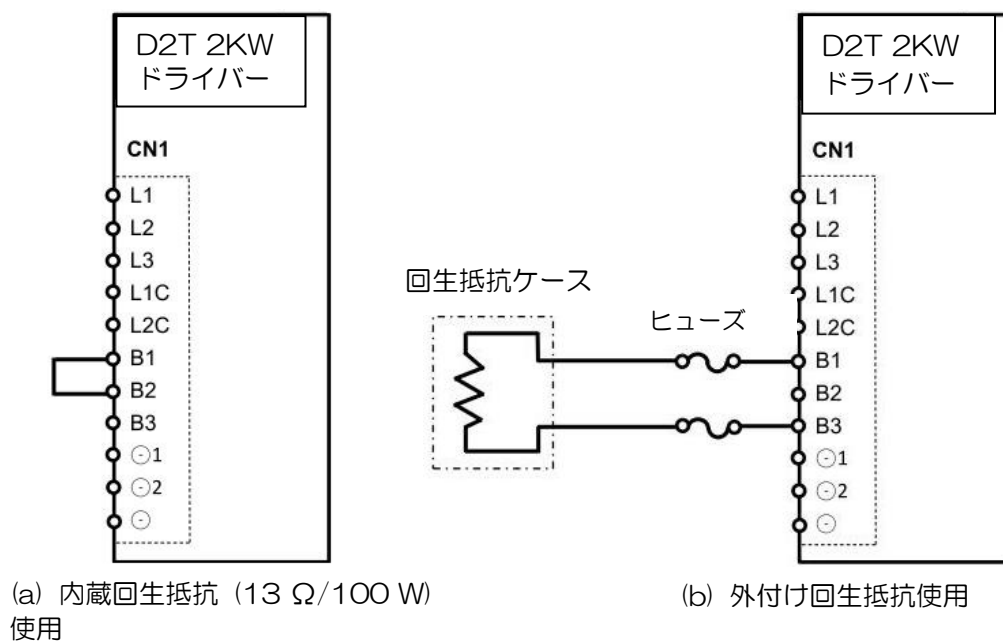 D2T 2KW
ドライバー
CN1
L1
L2
L3
L1C
L2C
B1
B2
B3
⊖1
⊖2
⊖
(a) 内蔵回生抵抗 (13 Ω/100 W)
使用
回生抵抗ケース
ヒューズ
D2T 2KW
ドライバー
CN1
L1
L2
L3
L1C
L2C
B1
B2
B3
⊖1
⊖2
⊖
(b) 外付け回生抵抗使用